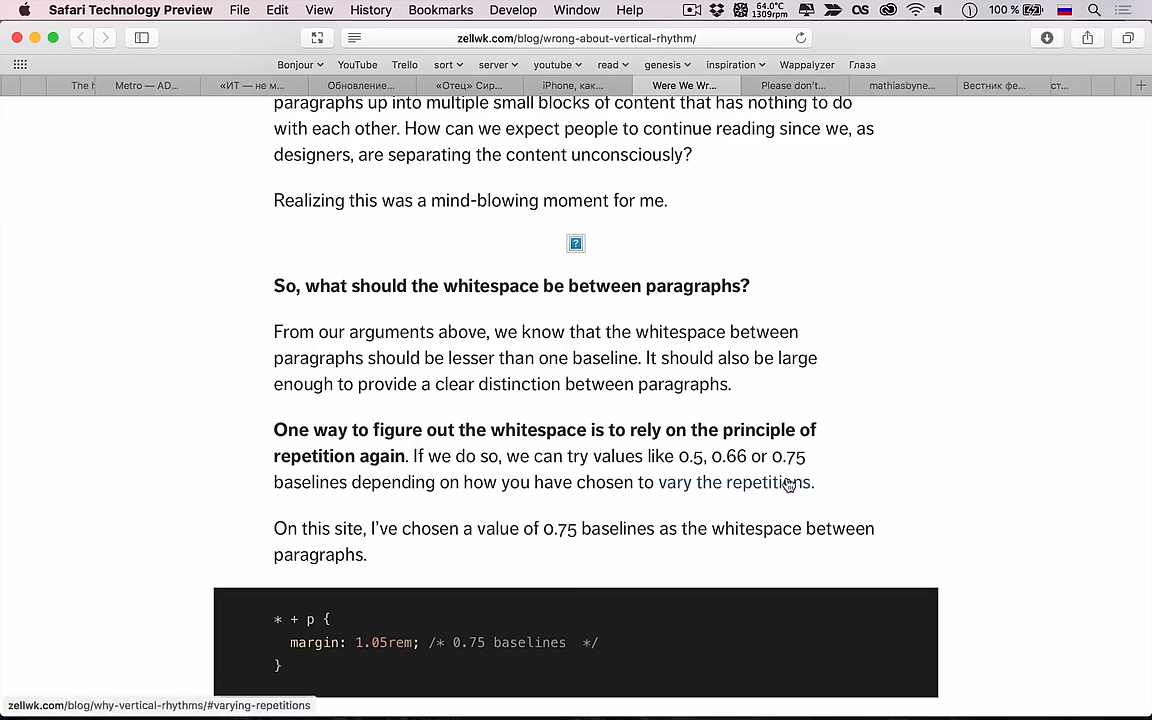 Safari Technology Preview File Edit View History Bookmarks Develop Window Help 64.0°C 1309rpm OS 100 %
zellwk.com/blog/wrong-about-vertical-rhythm/
Bonjour YouTube Trello sort server youtube read genesis inspiration Wappalyzer Глаза
The Metro — AD... «ИТ — не м... Обновление... «Отец» Сир... iPhone, как... Were We Wr... Please don't... mathiasbyne... Вестник фе... ст...
paragraphs up into multiple small blocks of content that has nothing to do
with each other. How can we expect people to continue reading since we, as
designers, are separating the content unconsciously?
Realizing this was a mind-blowing moment for me.
?
So, what should the whitespace be between paragraphs?
From our arguments above, we know that the whitespace between
paragraphs should be lesser than one baseline. It should also be large
enough to provide a clear distinction between paragraphs.
One way to figure out the whitespace is to rely on the principle of
repetition again. If we do so, we can try values like 0.5, 0.66 or 0.75
baselines depending on how you have chosen to vary the repetitions.
On this site, I've chosen a value of 0.75 baselines as the whitespace between
paragraphs.
* + p {
margin: 1.05rem; /* 0.75 baselines */
}
zellwk.com/blog/why-vertical-rhythms/#varying-repetitions